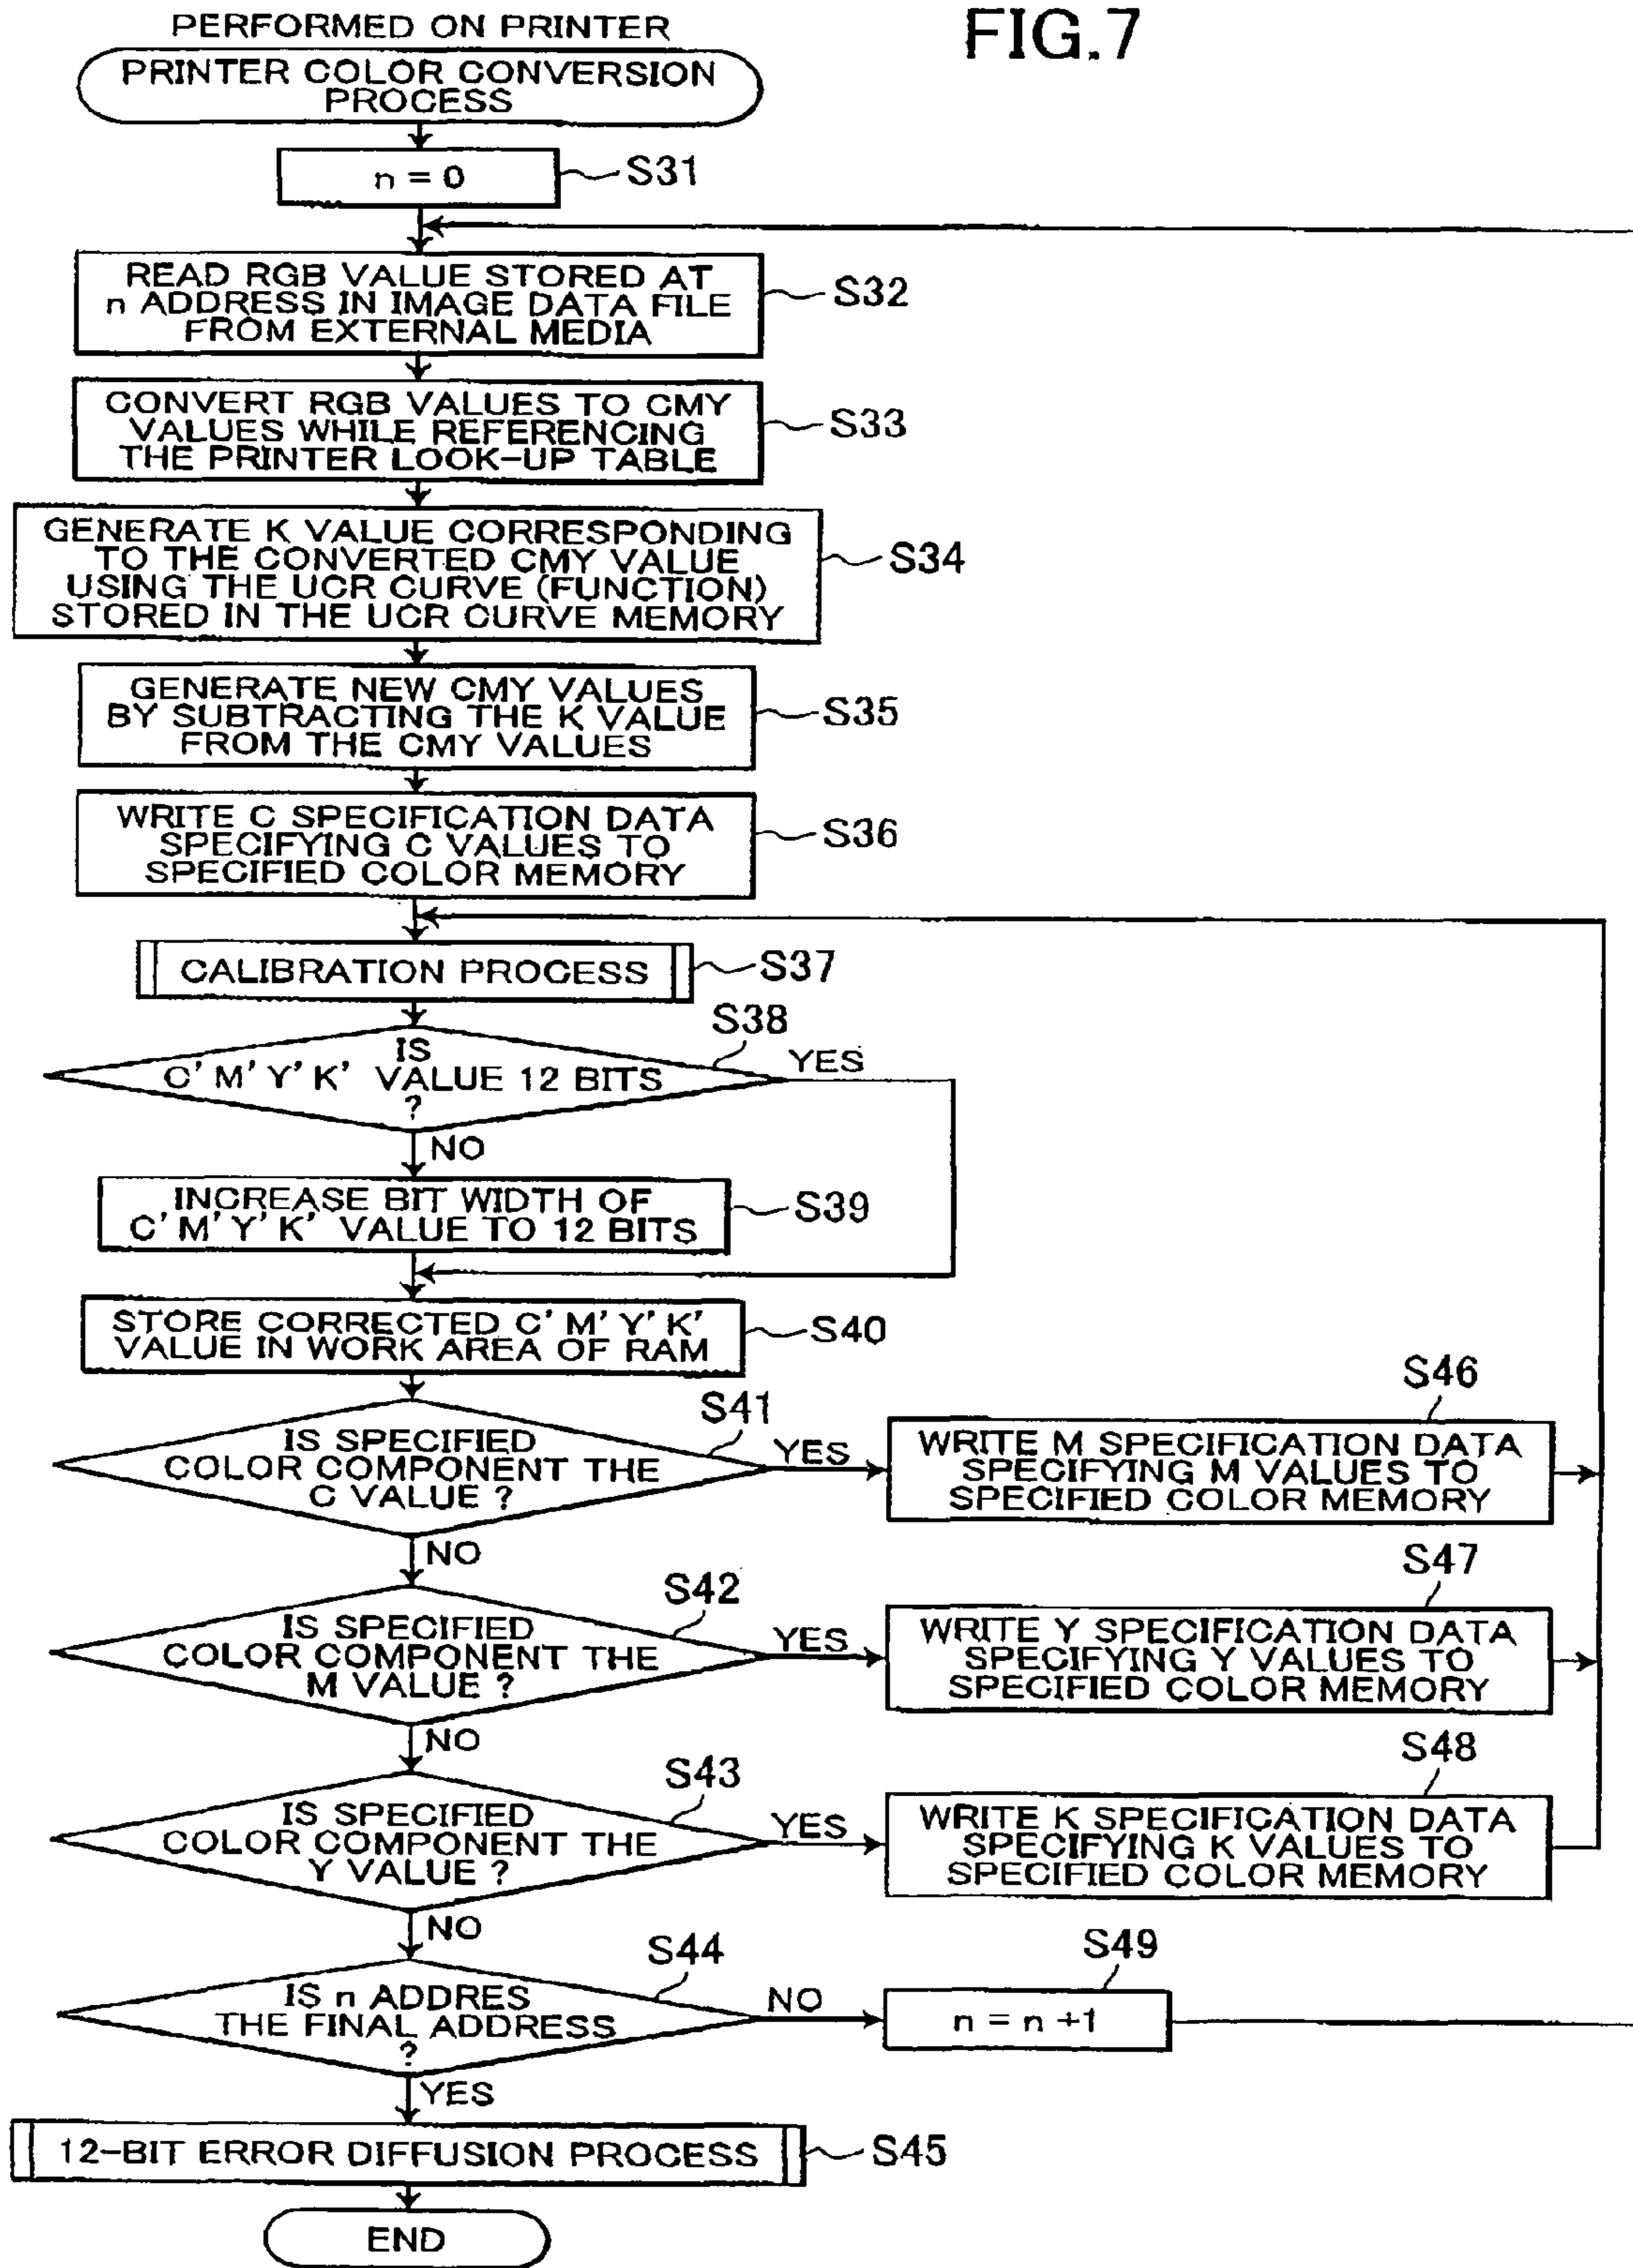 FIG.7
PERFORMED ON PRINTER
PRINTER COLOR CONVERSION
PROCESS
n = 0
S31
READ RGB VALUE STORED AT
n ADDRESS IN IMAGE DATA FILE
FROM EXTERNAL MEDIA
S32
CONVERT RGB VALUES TO CMY
VALUES WHILE REFERENCING
THE PRINTER LOOK-UP TABLE
S33
GENERATE K VALUE CORRESPONDING
TO THE CONVERTED CMY VALUE
USING THE UCR CURVE (FUNCTION)
STORED IN THE UCR CURVE MEMORY
S34
GENERATE NEW CMY VALUES
BY SUBTRACTING THE K VALUE
FROM THE CMY VALUES
S35
WRITE C SPECIFICATION DATA
SPECIFYING C VALUES TO
SPECIFIED COLOR MEMORY
S36
CALIBRATION PROCESS
S37
S38
IS
C' M' Y' K' VALUE 12 BITS
?
YES
NO
INCREASE BIT WIDTH OF
C' M' Y' K' VALUE TO 12 BITS
S39
STORE CORRECTED C' M' Y' K'
VALUE IN WORK AREA OF RAM
S40
S41
IS SPECIFIED
COLOR COMPONENT THE
C VALUE ?
YES
S46
WRITE M SPECIFICATION DATA
SPECIFYING M VALUES TO
SPECIFIED COLOR MEMORY
NO
S42
IS SPECIFIED
COLOR COMPONENT THE
M VALUE ?
YES
S47
WRITE Y SPECIFICATION DATA
SPECIFYING Y VALUES TO
SPECIFIED COLOR MEMORY
NO
S43
IS SPECIFIED
COLOR COMPONENT THE
Y VALUE ?
YES
S48
WRITE K SPECIFICATION DATA
SPECIFYING K VALUES TO
SPECIFIED COLOR MEMORY
NO
S44
IS n ADDRES
THE FINAL ADDRESS
?
NO
S49
n = n +1
YES
12-BIT ERROR DIFFUSION PROCESS
S45
END